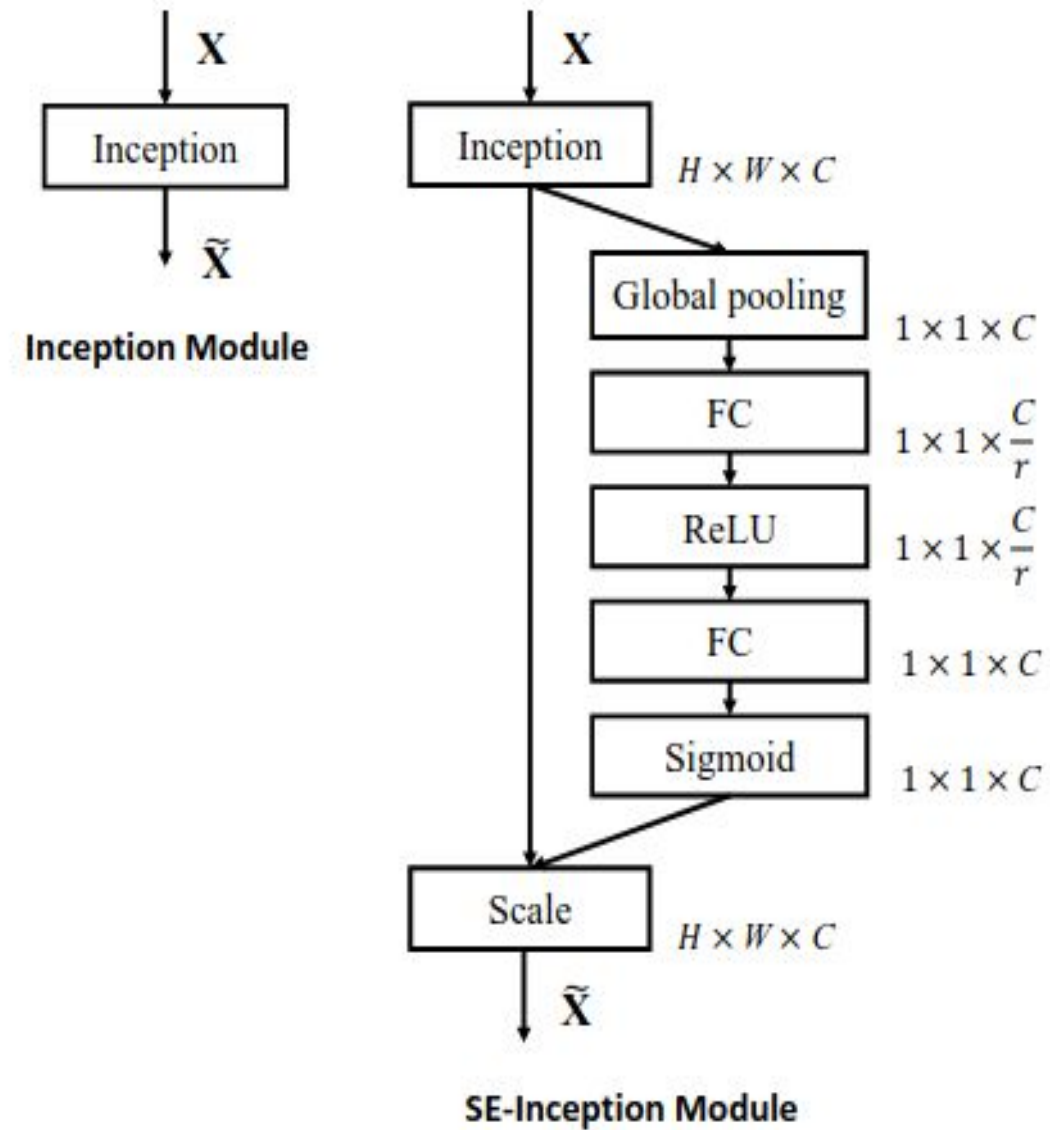 X
Inception
X̃
Inception Module
X
Inception
H × W × C
Global pooling
1 × 1 × C
FC
1 × 1 × C/r
ReLU
1 × 1 × C/r
FC
1 × 1 × C
Sigmoid
1 × 1 × C
Scale
H × W × C
X̃
SE-Inception Module